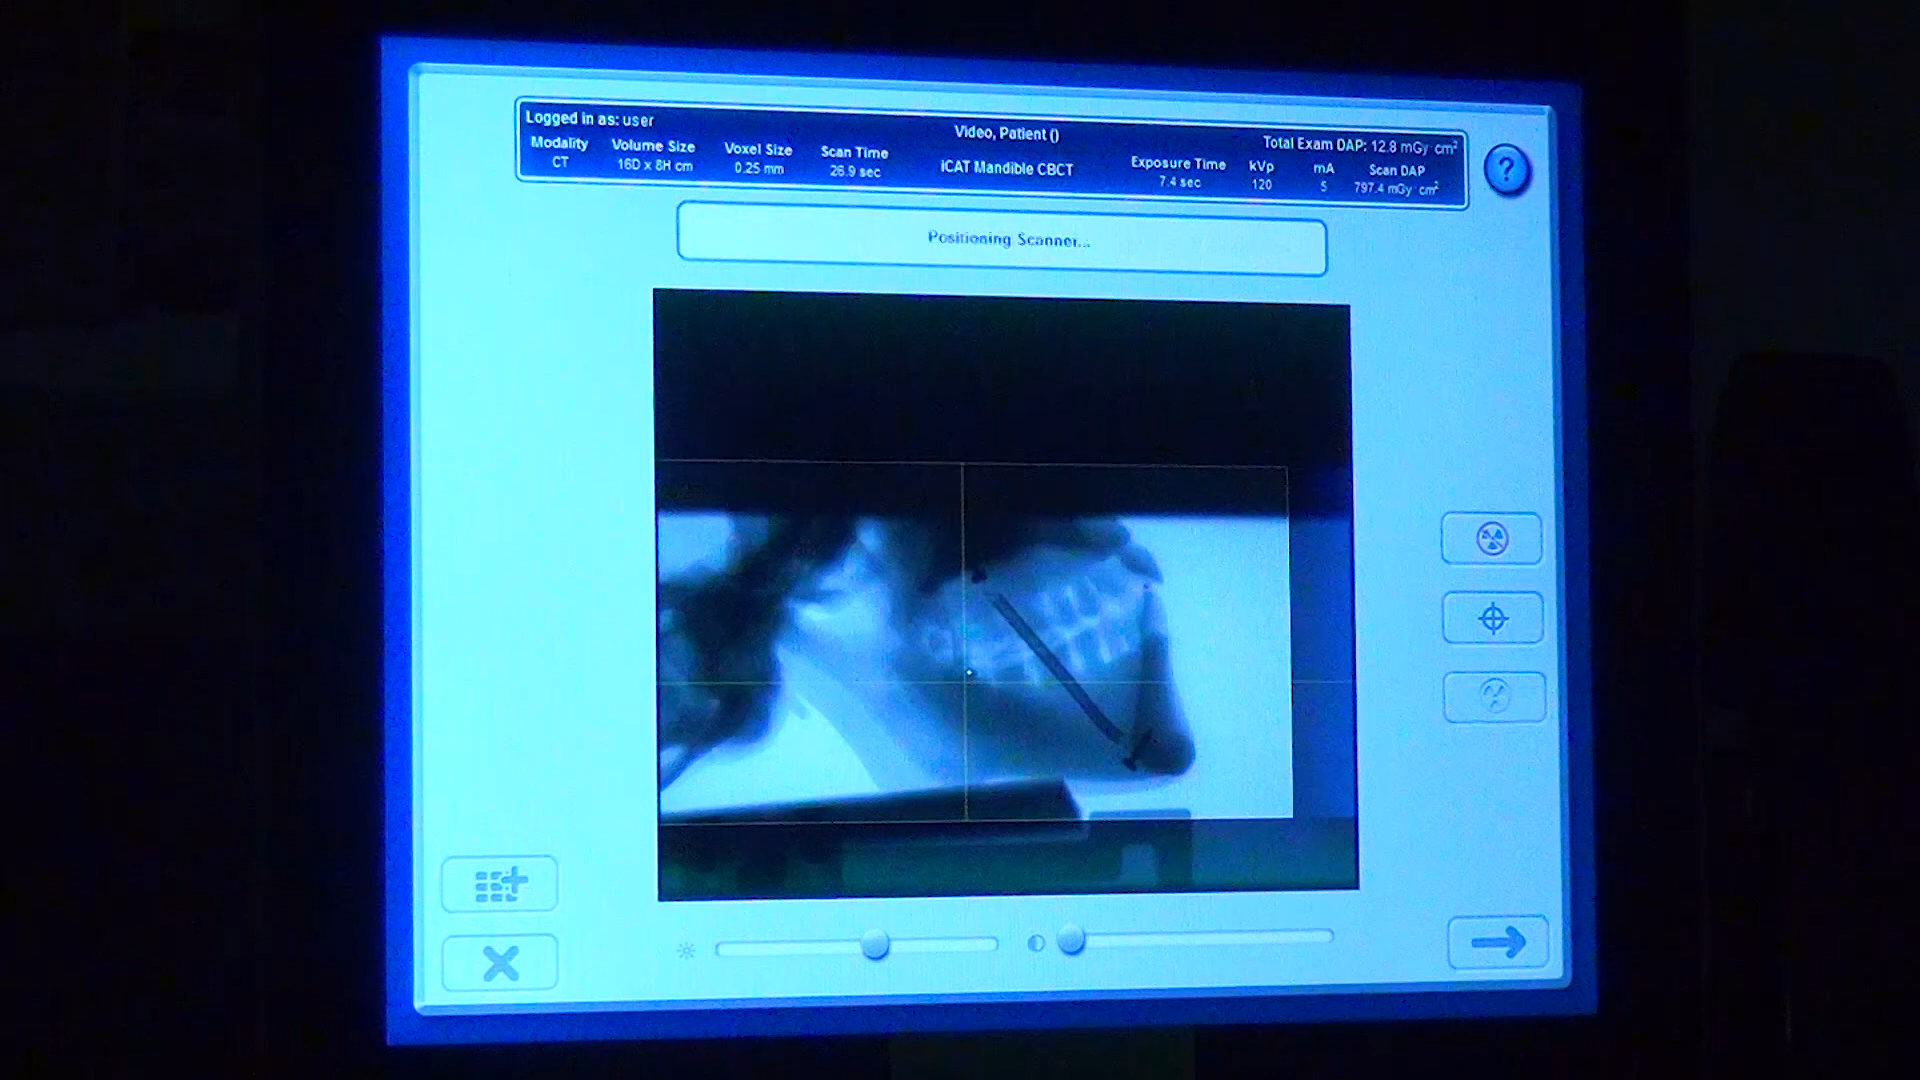 Logged in as: user
Video, Patient ()
Total Exam DAP: 12.8 mGy cm²
Modality Volume Size Voxel Size Scan Time iCAT Mandible CBCT Exposure Time kVp mA Scan DAP
CT 16D x 8H cm 0.25 mm 26.9 sec 7.4 sec 120 5 797.4 mGy cm²
?
Positioning Scanner...